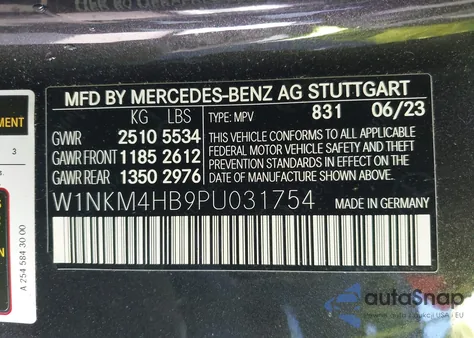 MFD BY MERCEDES-BENZ AG STUTTGART
KG LBS TYPE: MPV 831 06/23
GVWR 2510 5534
GAWR FRONT 1185 2612
GAWR REAR 1350 2976
THIS VEHICLE CONFORMS TO ALL APPLICABLE
FEDERAL MOTOR VEHICLE SAFETY AND
THEFT PREVENTION STANDARDS IN EFFECT ON
THE DATE OF MANUFACTURE SHOWN ABOVE.
W1NKM4HB9PU031754 MADE IN GERMANY
MENT
3
A 254 584 30 00
autoSnap